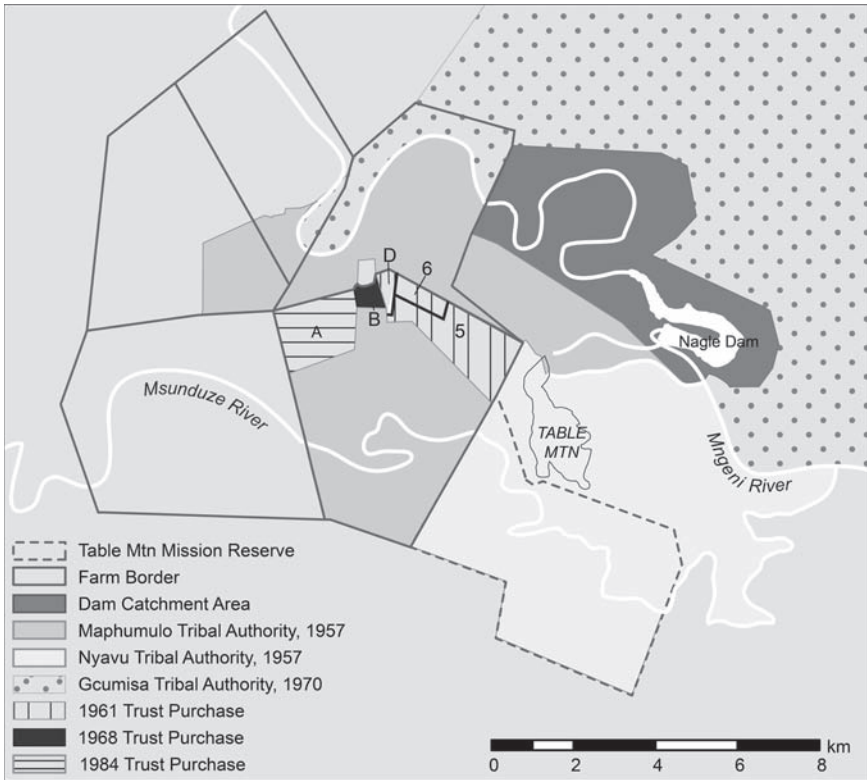 D
6
A
B
5
Nagle Dam
Msunduze River
TABLE
MTN
Mngeni River
Table Mtn Mission Reserve
Farm Border
Dam Catchment Area
Maphumulo Tribal Authority, 1957
Nyavu Tribal Authority, 1957
Gcumisa Tribal Authority, 1970
1961 Trust Purchase
1968 Trust Purchase
1984 Trust Purchase
km
0 2 4 6 8